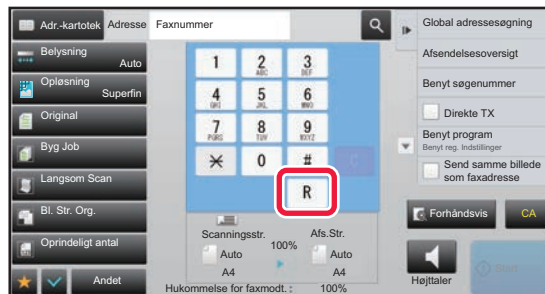 Adr.-kartotek Adresse Faxnummer
Global adressesøgning
Belysning
Auto
Afsendelsesoversigt
Opløsning
Superfin
Benyt søgenummer
Original
Direkte TX
Byg Job
Benyt program
Benyt reg. Indstillinger
Langsom Scan
Send samme billede
som faxadresse
Bl. Str. Org.
Oprindeligt antal
Andet
1 2 3
ABC DEF
4 5 6
GHI JKL MNO
7 8 9
PQRS TUV WXYZ
✕ 0 # C
R
Scanningsstr. 100% Afs.Str.
Auto Auto
A4 A4
Hukommelse for faxmodt. : 100%
Forhåndsvis CA
Højttaler
Start